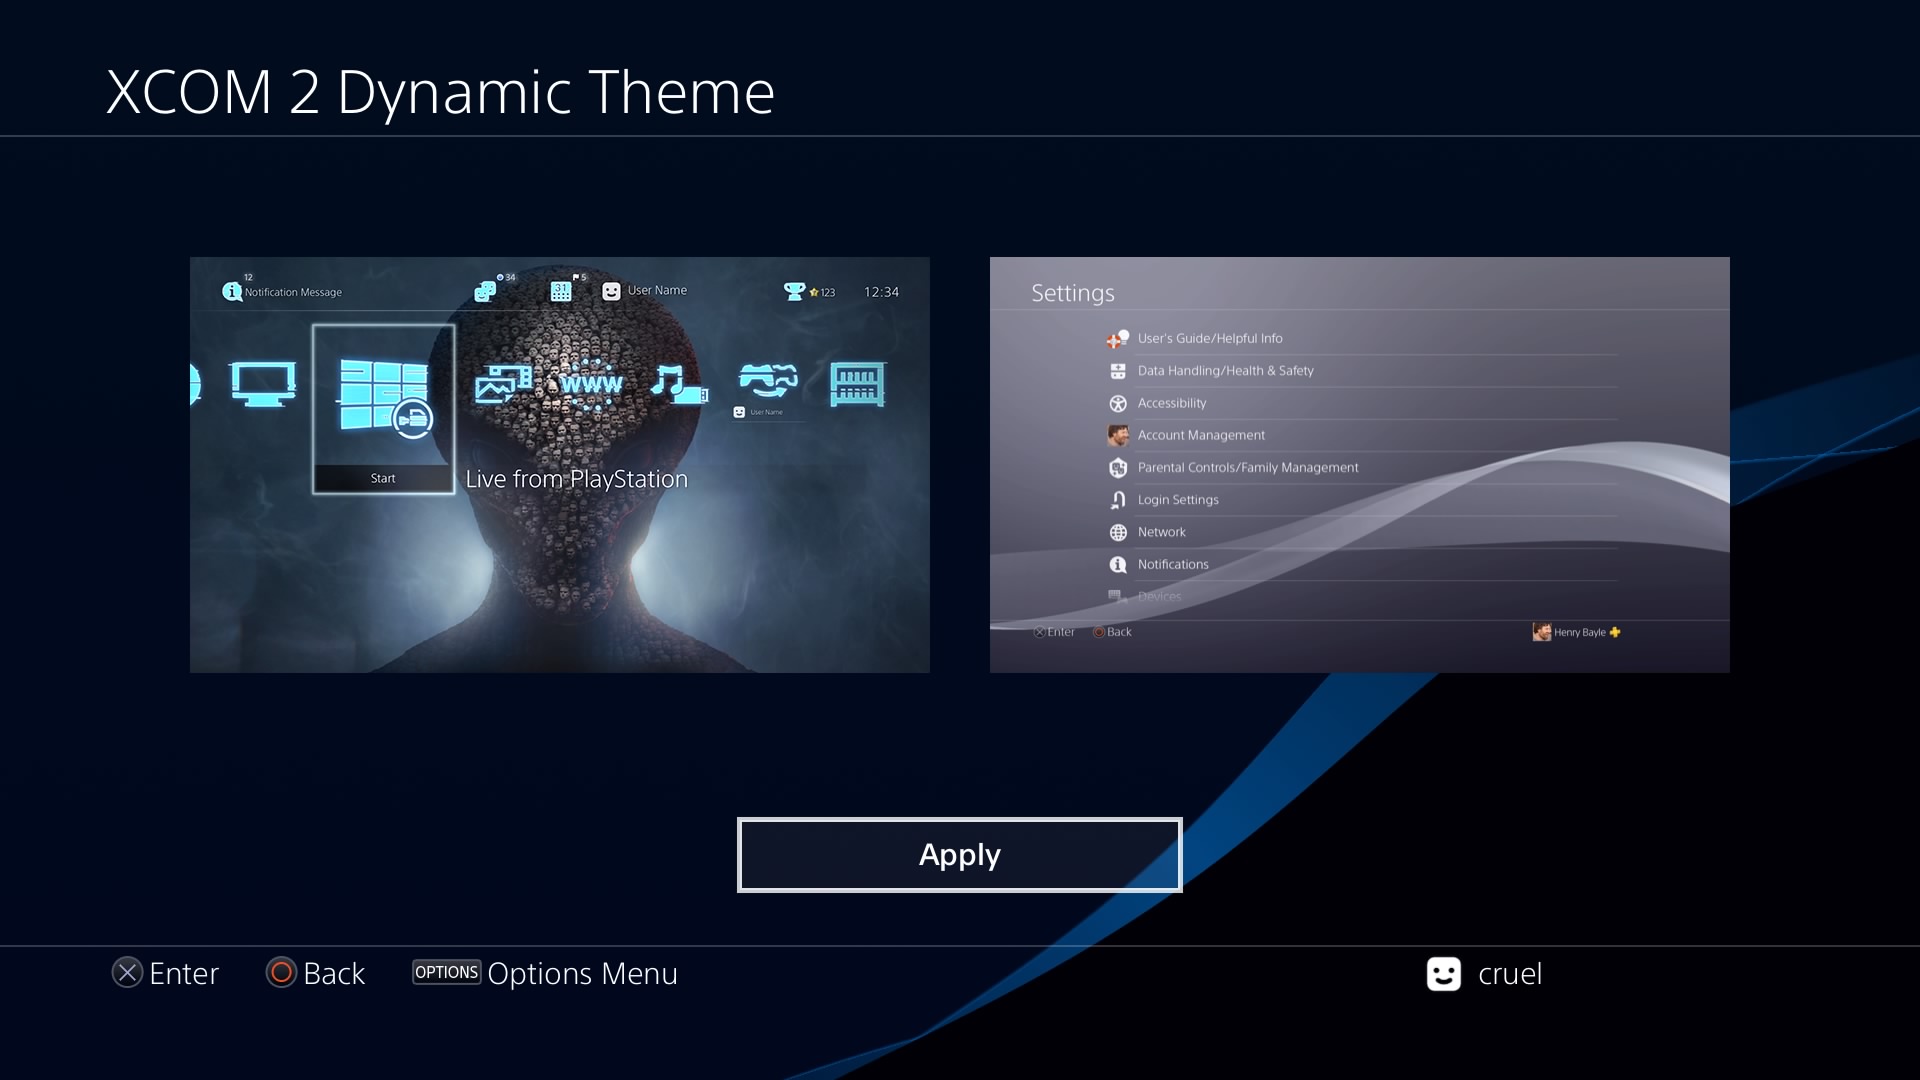 XCOM 2 Dynamic Theme
12
Notification Message
34
31
5
User Name
123
12:34
www
User Name
Start
Live from PlayStation
Settings
User's Guide/Helpful Info
Data Handling/Health & Safety
Accessibility
Account Management
Parental Controls/Family Management
Login Settings
Network
Notifications
Devices
Enter Back
Henry Bayle
Apply
Enter Back OPTIONS Options Menu
cruel